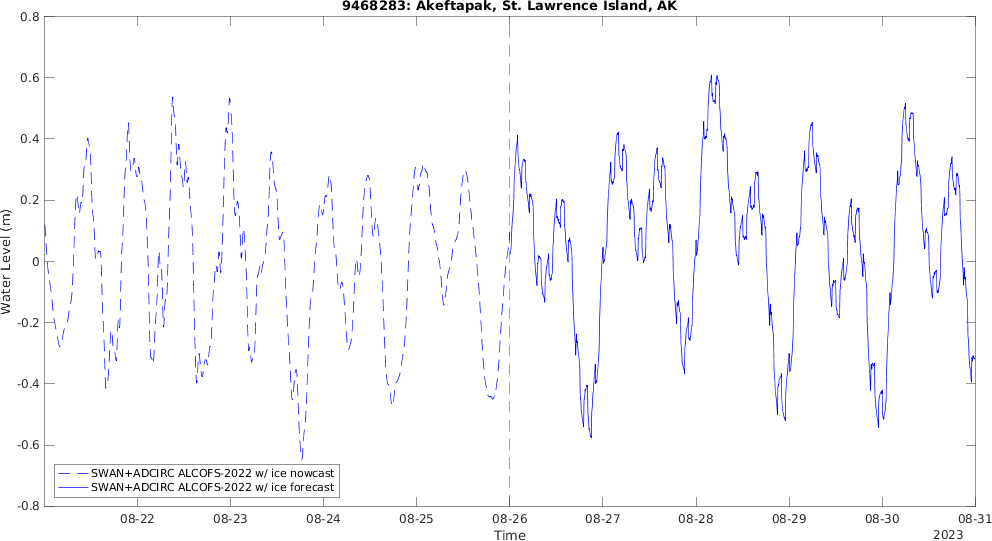 9468283: Akeftapak, St. Lawrence Island, AK
Water Level (m)
0.8
0.6
0.4
0.2
0
-0.2
-0.4
-0.6
-0.8
SWAN+ADCIRC ALCOFS-2022 w/ ice nowcast
SWAN+ADCIRC ALCOFS-2022 w/ ice forecast
08-22 08-23 08-24 08-25 08-26 08-27 08-28 08-29 08-30 08-31
Time
2023